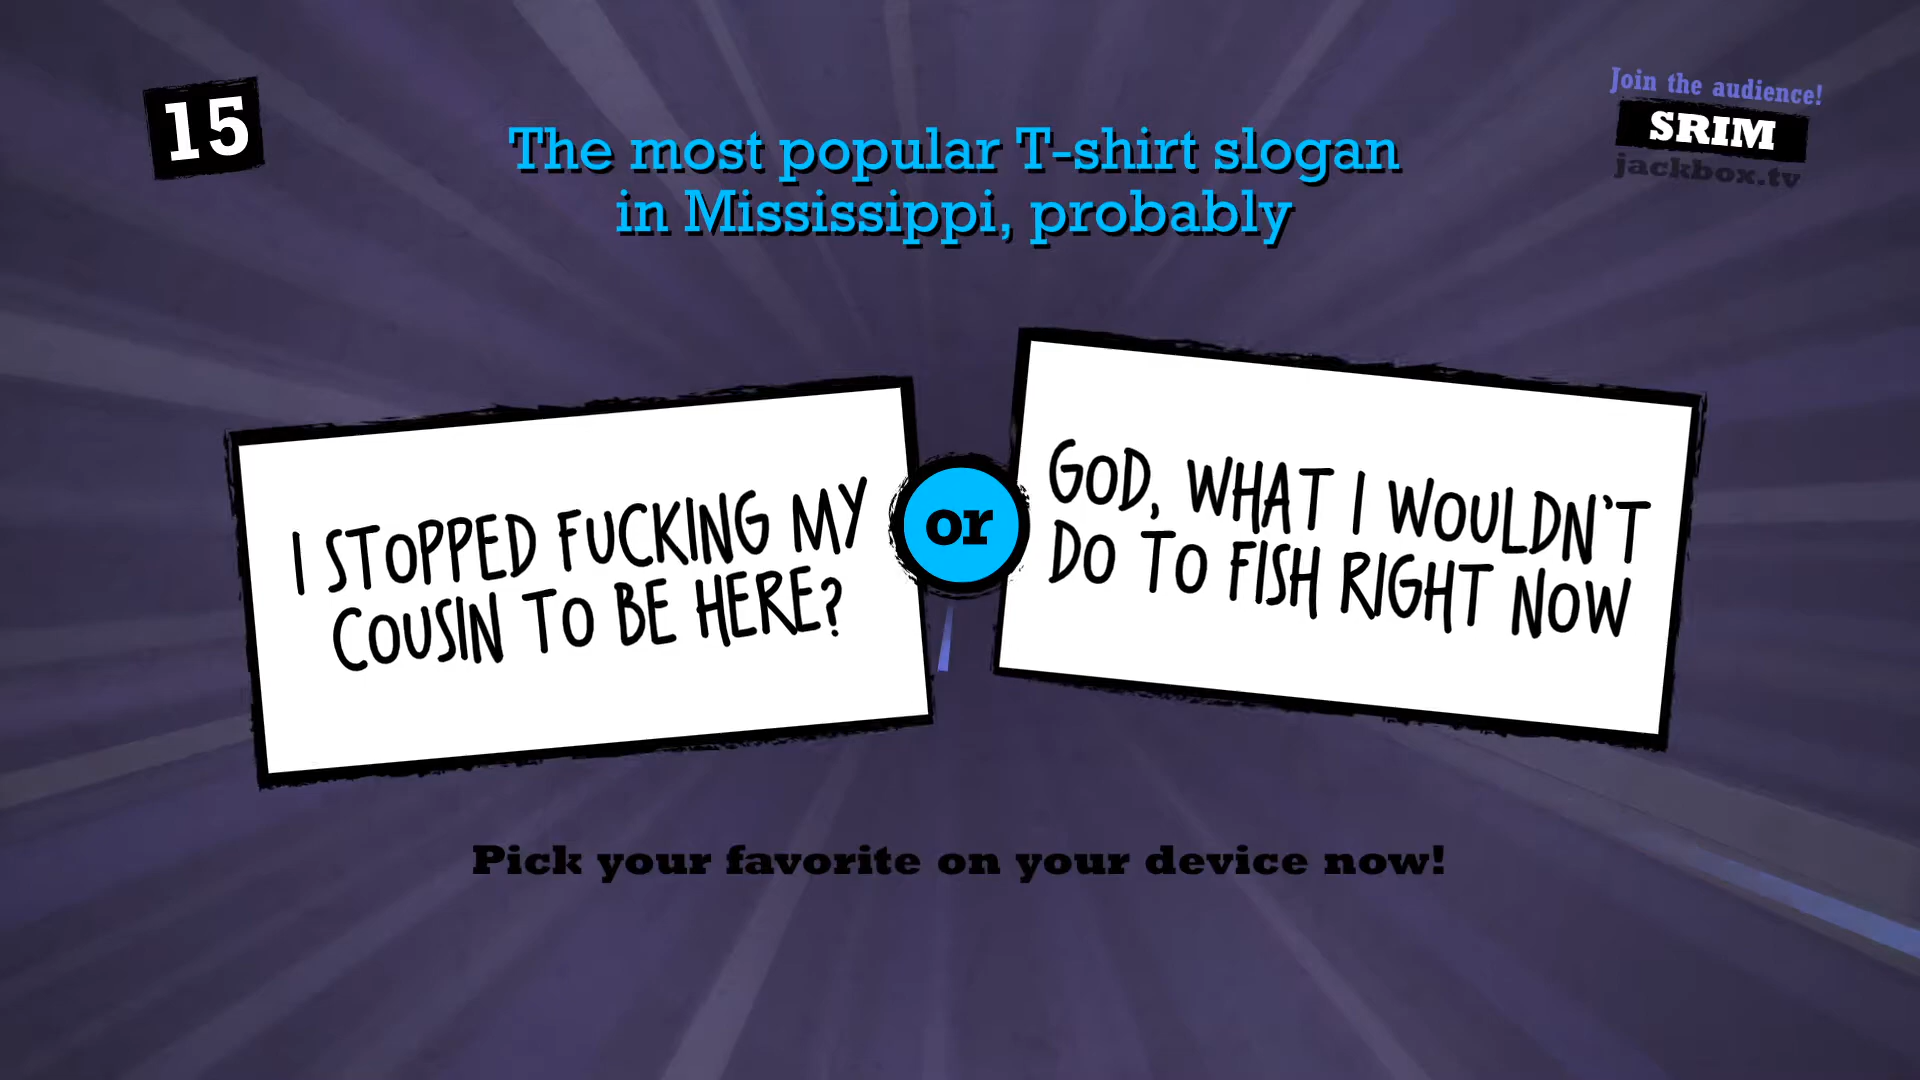 15
Join the audience!
SRIM
jackbox.tv
The most popular T-shirt slogan
in Mississippi, probably
I STOPPED FUCKING MY
COUSIN TO BE HERE?
or
GOD, WHAT I WOULDN'T
DO TO FISH RIGHT NOW
Pick your favorite on your device now!